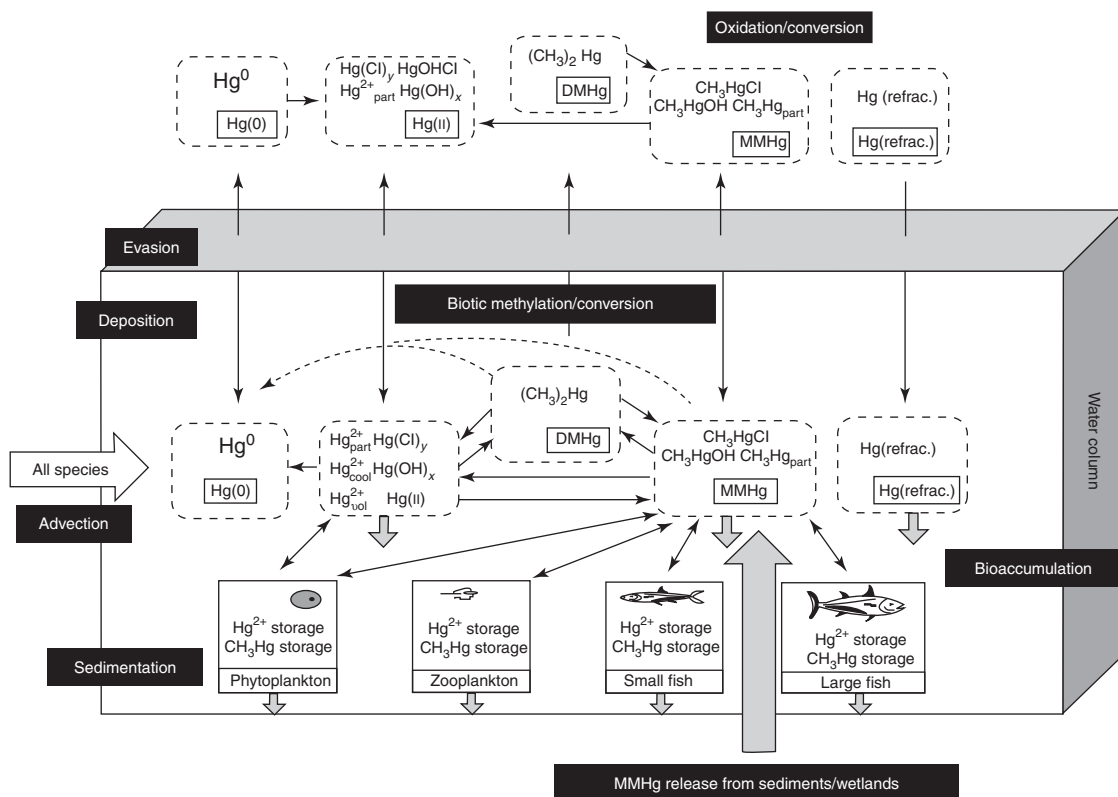 Oxidation/conversion
Hg⁰
Hg(0)
Hg(Cl)y HgOHCl
Hg²⁺part Hg(OH)x
Hg(II)
(CH₃)₂ Hg
DMHg
CH₃HgCl
CH₃HgOH CH₃Hgpart
MMHg
Hg (refrac.)
Hg(refrac.)
Evasion
Deposition
Biotic methylation/conversion
Water column
All species
Advection
Hg⁰
Hg(0)
Hg²⁺part Hg(Cl)y
Hg²⁺cool Hg(OH)x
Hg²⁺vol Hg(II)
(CH₃)₂Hg
DMHg
CH₃HgCl
CH₃HgOH CH₃Hgpart
MMHg
Hg(refrac.)
Hg(refrac.)
Bioaccumulation
Sedimentation
Hg²⁺ storage
CH₃Hg storage
Phytoplankton
Hg²⁺ storage
CH₃Hg storage
Zooplankton
Hg²⁺ storage
CH₃Hg storage
Small fish
Hg²⁺ storage
CH₃Hg storage
Large fish
MMHg release from sediments/wetlands